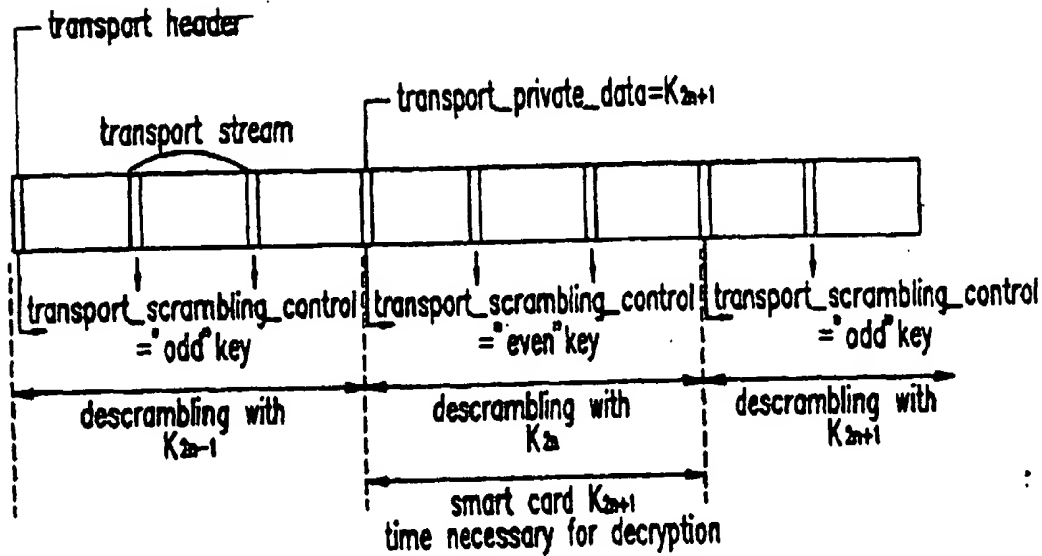 transport header
transport_private_data=K2n+1
transport stream
transport_scrambling_control
="odd" key
transport_scrambling_control
="even" key
transport_scrambling_control
="odd" key
descrambling with
K2n-1
descrambling with
K2n
descrambling with
K2n+1
smart card K2n+1
time necessary for decryption